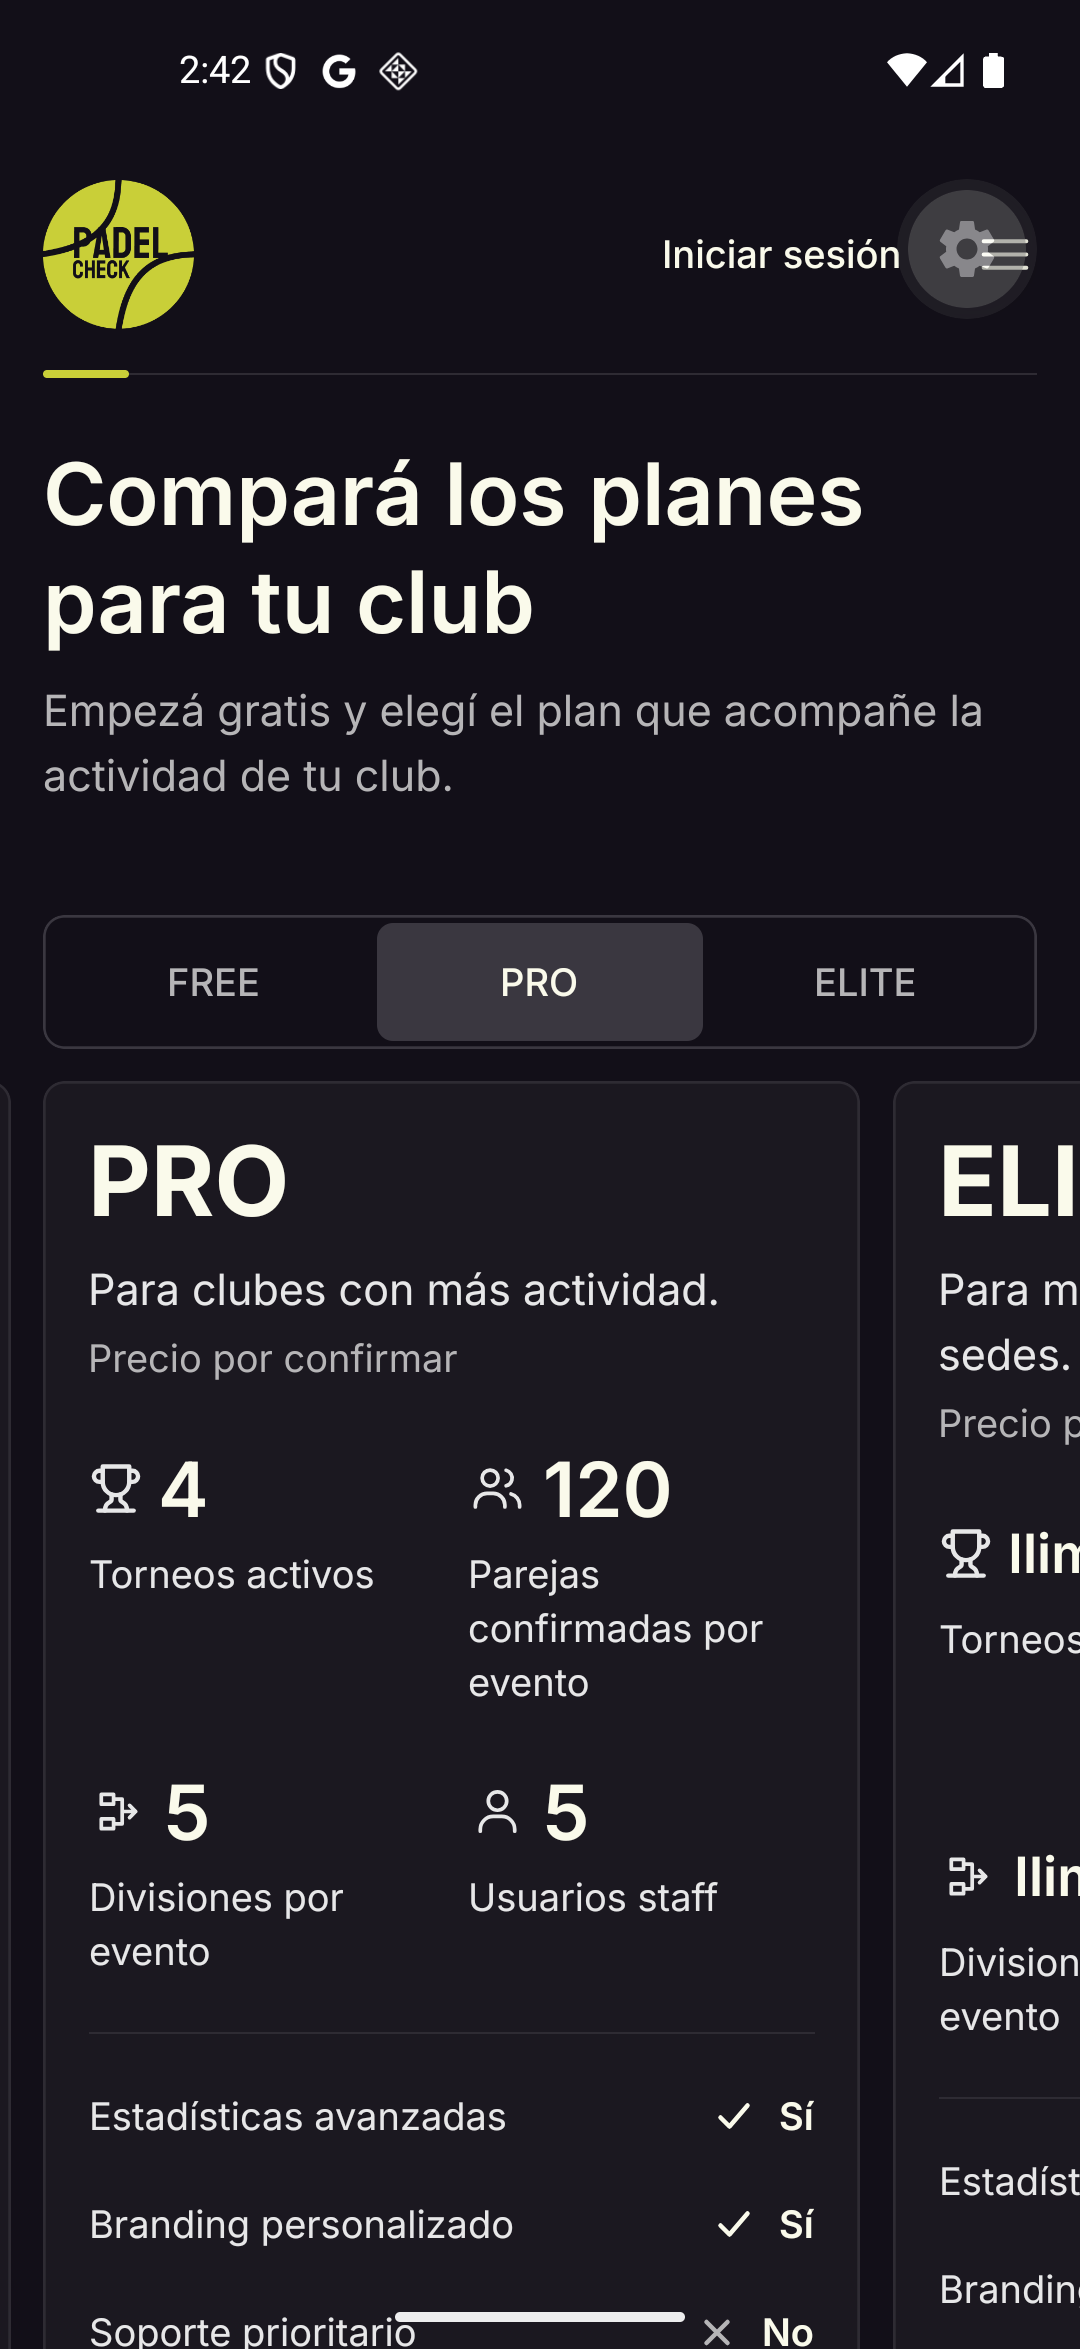 2:42
PADEL
CHECK
Iniciar sesión
Compará los planes
para tu club
Empezá gratis y elegí el plan que acompañe la
actividad de tu club.
FREE
PRO
ELITE
PRO
Para clubes con más actividad.
Precio por confirmar
4
Torneos activos
120
Parejas
confirmadas por
evento
5
Divisiones por
evento
5
Usuarios staff
Estadísticas avanzadas
Sí
Branding personalizado
Sí
Soporte prioritario
No
ELI
Para m
sedes.
Precio p
Ilim
Torneos
Ilin
Division
evento
Estadíst
Branding